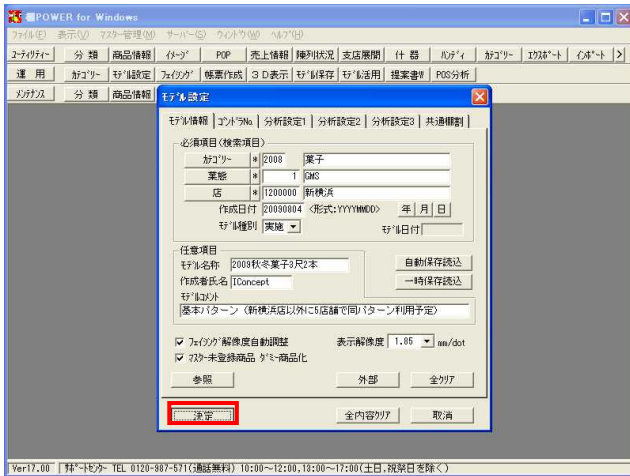 棚POWER for Windows
ファイル(F) 表示(V) マスター管理(M) サーバー(S) ウィンドウ(W) ヘルプ(H)
ユーティリティー 分 類 商品情報 イメージ POP 売上情報 陳列状況 支店展開 什 器 ハンディ カテゴリー エクスポート インポート
運 用 カテゴリー モデル設定 フェイシング 帳票作成 3D表示 モデル保存 モデル活用 提案書W POS分析
メンテナンス 分 類 商品情報
モデル設定
モデル情報 コントラNo. 分析設定1 分析設定2 分析設定3 共通棚割
必須項目(検索項目)
カテゴリー * 2008 菓子
業態 * 1 GMS
店 * 1200000 新横浜
作成日付 20090804 <形式:YYYYMMDD> 年 月 日
モデル種別 実施 モデル日付
任意項目
モデル名称 2009秋冬菓子3尺2本 自動保存読込
作成者氏名 IConcept 一時保存読込
モデルコメント
基本パターン(新横浜店以外に5店舗で同パターン利用予定)
フェイシング解像度自動調整 表示解像度 1.85 mm/dot
マスター未登録商品 ダミー商品化
参照 外部 全クリア
決定 全内容クリア 取消
Ver17.00 サポートセンター TEL 0120-987-571(通話無料) 10:00～12:00,13:00～17:00(土日,祝祭日を除く)